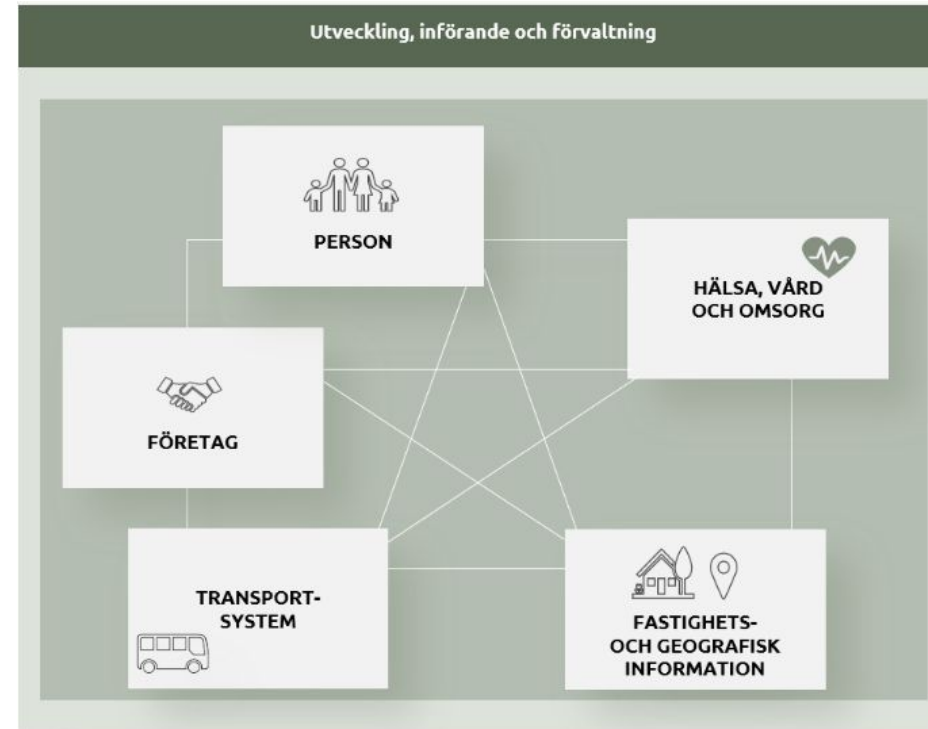 Utveckling, införande och förvaltning
PERSON
HÄLSA, VÅRD
OCH OMSORG
FÖRETAG
TRANSPORT-
SYSTEM
FASTIGHETS-
OCH GEOGRAFISK
INFORMATION